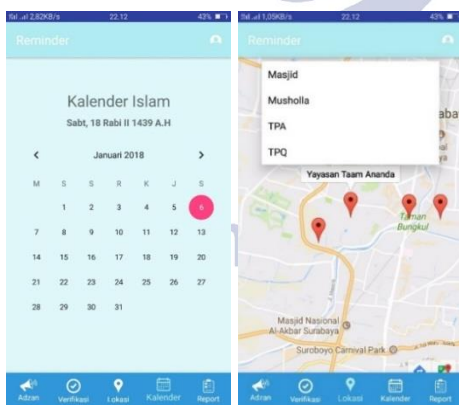 2,82KB/s 22.12 43%
Reminder
Kalender Islam
Sabt, 18 Rabi II 1439 A.H
< Januari 2018 >
M S S R K J S
1 2 3 4 5 6
7 8 9 10 11 12 13
14 15 16 17 18 19 20
21 22 23 24 25 26 27
28 29 30 31
Adzan Verifikasi Lokasi Kalender Report
1,05KB/s 22.12 43%
Reminder
Masjid
Musholla
TPA
TPQ
Yayasan Taam Ananda
Taman
Bungkul
Masjid Nasional
Al-Akbar Surabaya
Suroboyo Carnival Park
Adzan Verifikasi Lokasi Kalender Report